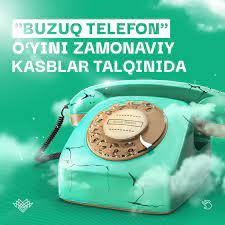 "BUZUQ TELEFON"
O'YINI ZAMONAVIY
KASBLAR TALQINIDA